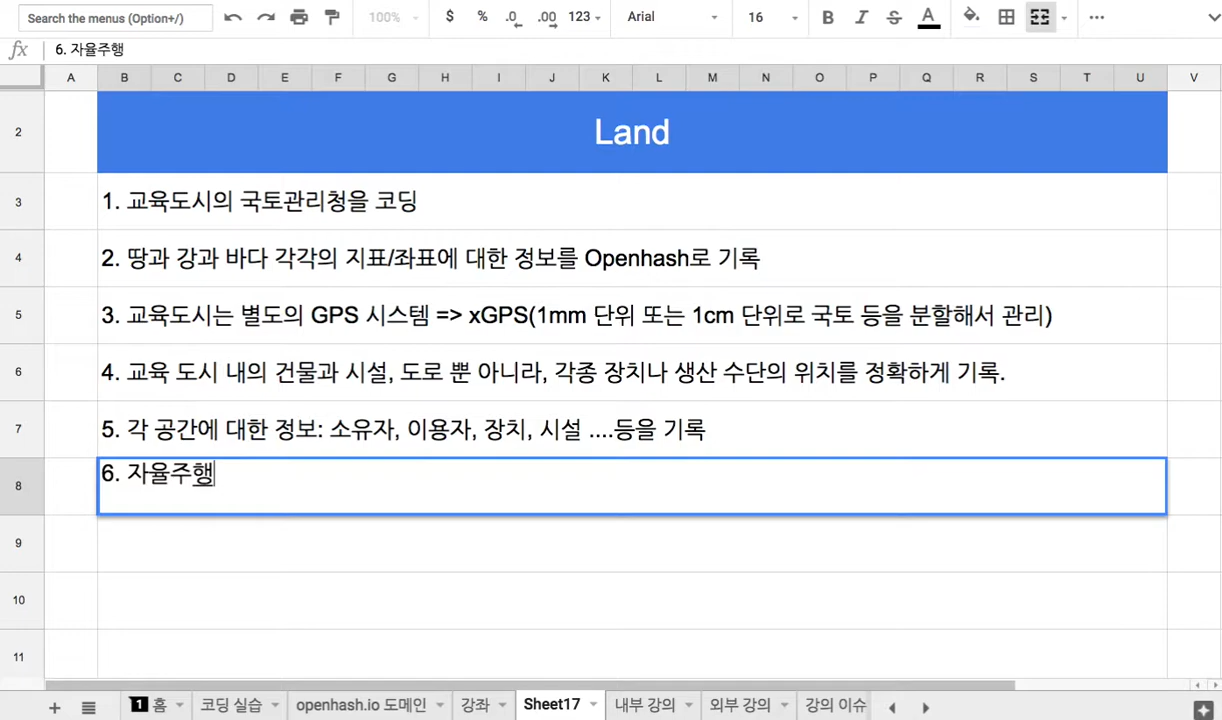 Search the menus (Option+/)
100%
$ % .0 .00 123
Arial
16
B I S A
fx 6. 자율주행
A B C D E F G H I J K L M N O P Q R S T U V
2 Land
3 1. 교육도시의 국토관리청을 코딩
4 2. 땅과 강과 바다 각각의 지표/좌표에 대한 정보를 Openhash로 기록
5 3. 교육도시는 별도의 GPS 시스템 => xGPS(1mm 단위 또는 1cm 단위로 국토 등을 분할해서 관리)
6 4. 교육 도시 내의 건물과 시설, 도로 뿐 아니라, 각종 장치나 생산 수단의 위치를 정확하게 기록.
7 5. 각 공간에 대한 정보: 소유자, 이용자, 장치, 시설 ....등을 기록
8 6. 자율주행
9
10
11
1 홈 코딩 실습 openhash.io 도메인 강좌 Sheet17 내부 강의 외부 강의 강의 이슈